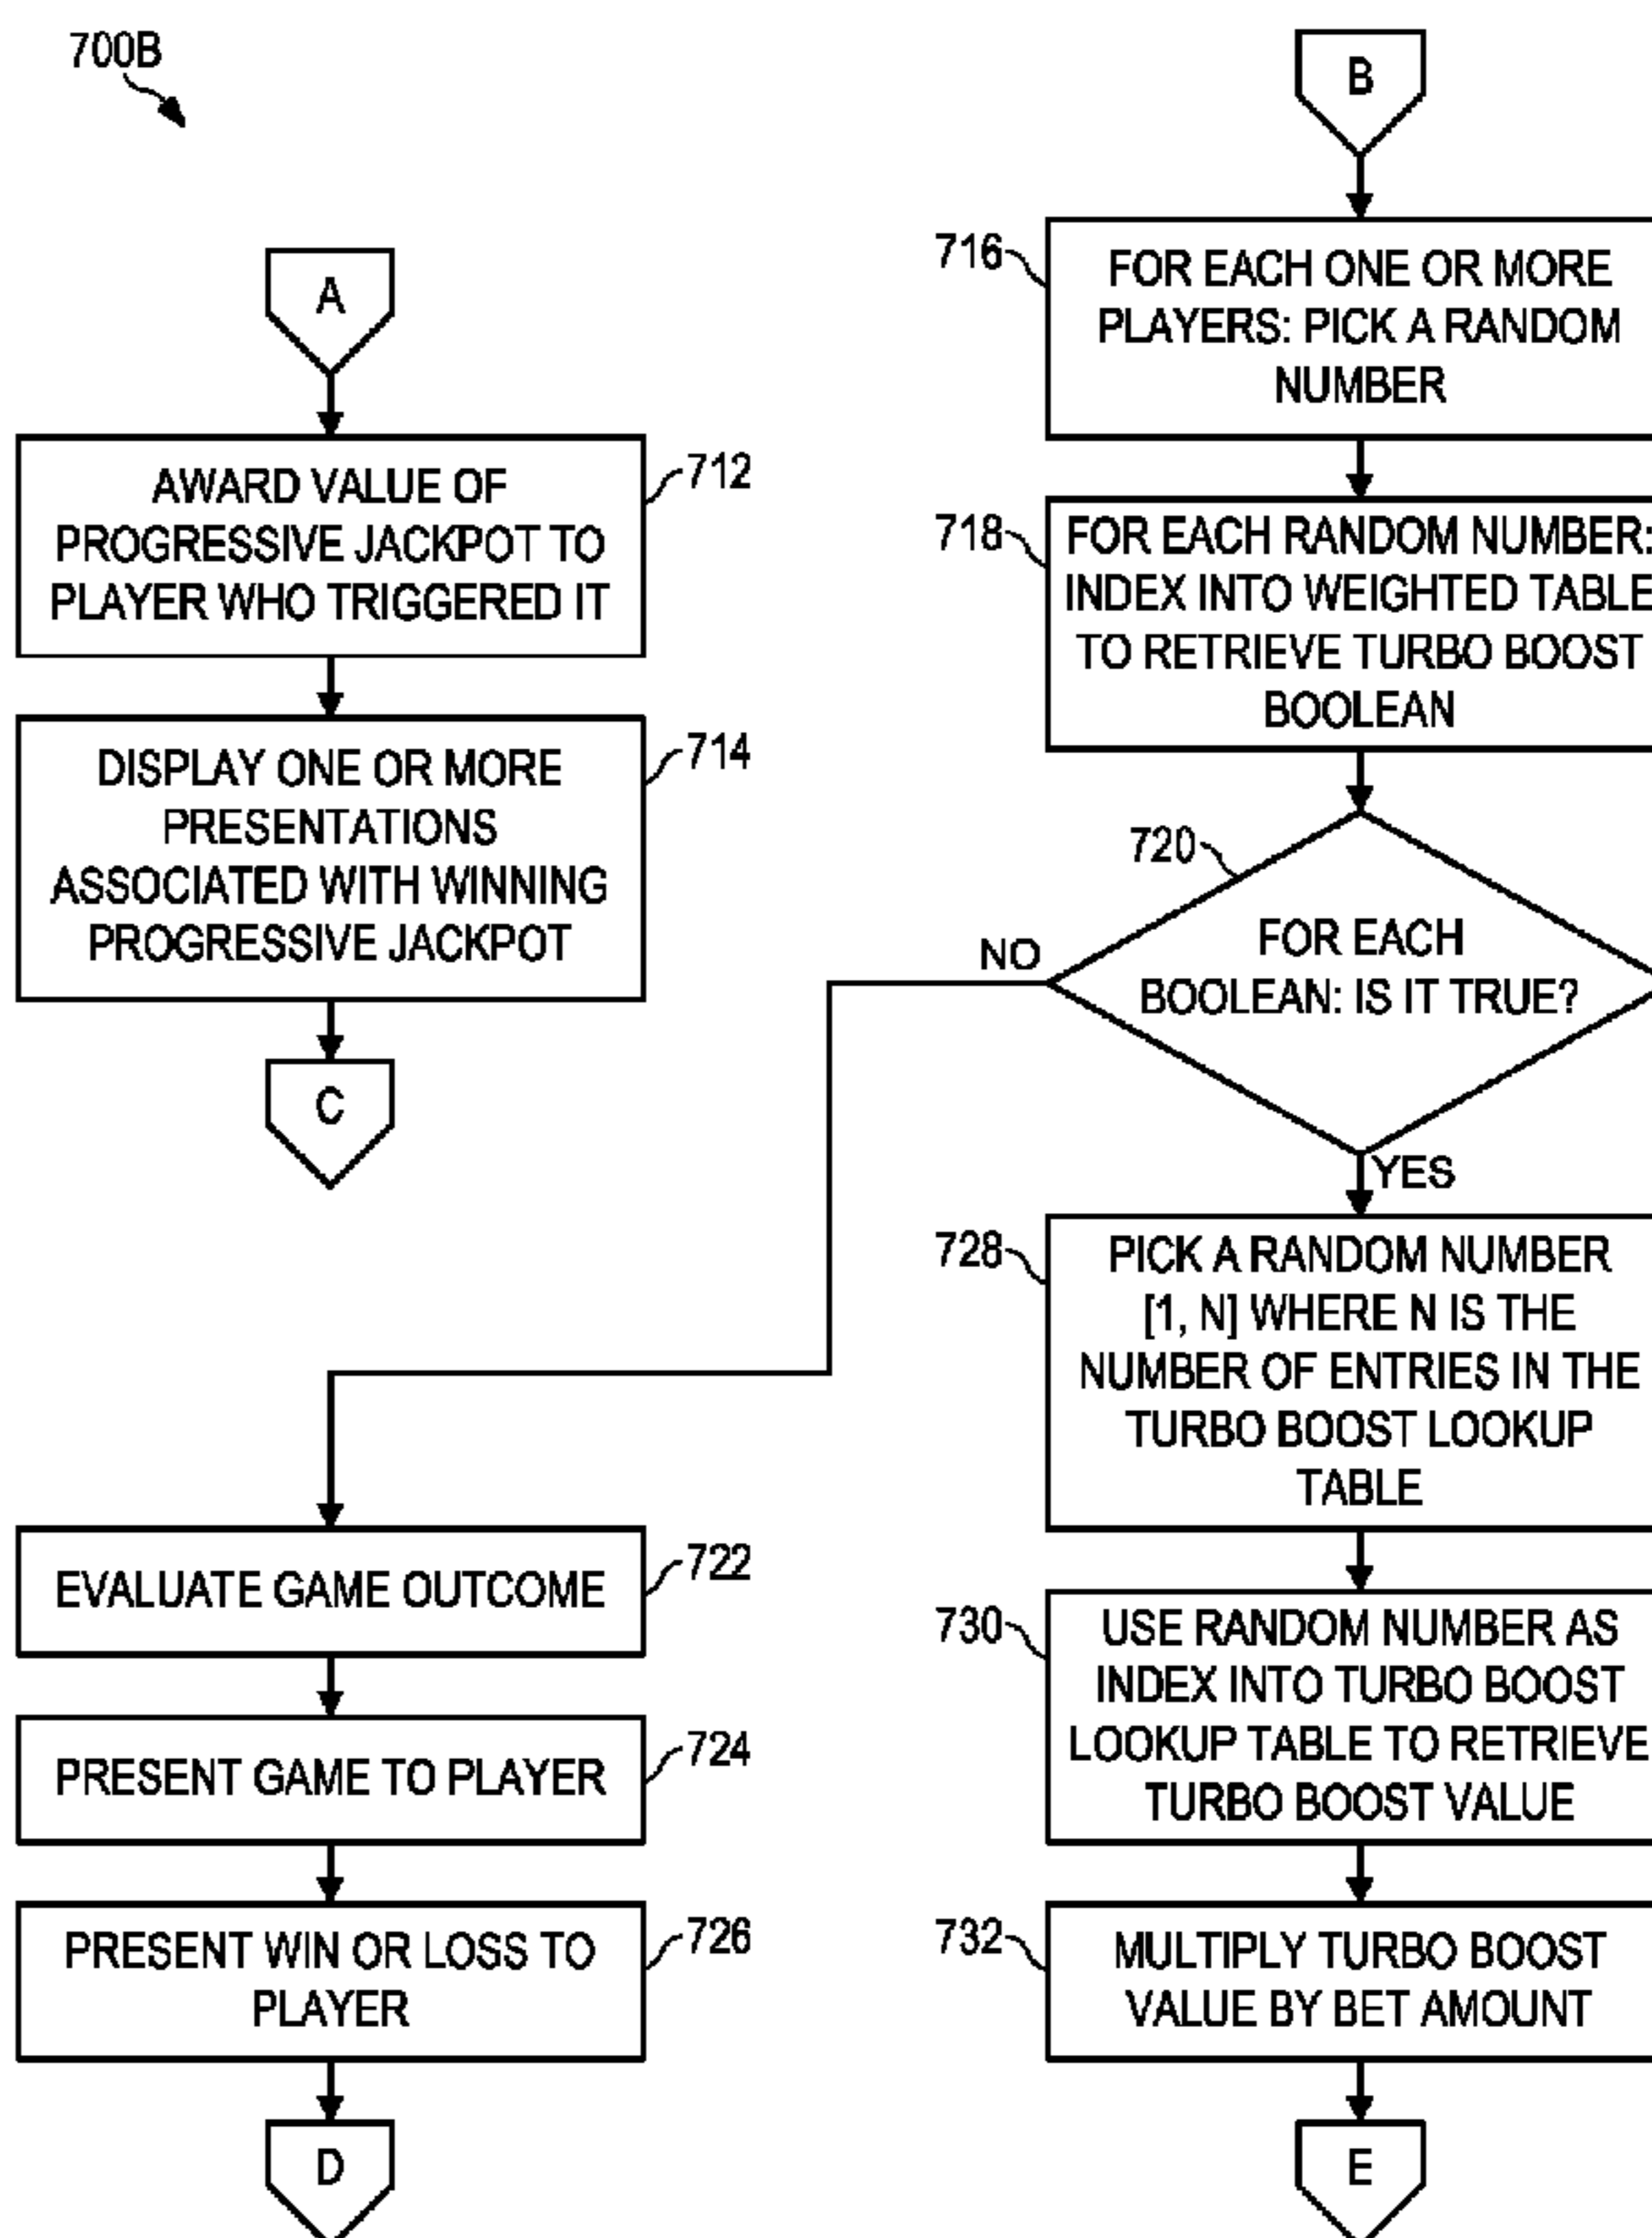 700B
A
AWARD VALUE OF
PROGRESSIVE JACKPOT TO
PLAYER WHO TRIGGERED IT
712
DISPLAY ONE OR MORE
PRESENTATIONS
ASSOCIATED WITH WINNING
PROGRESSIVE JACKPOT
714
C
B
716
FOR EACH ONE OR MORE
PLAYERS: PICK A RANDOM
NUMBER
718
FOR EACH RANDOM NUMBER:
INDEX INTO WEIGHTED TABLE
TO RETRIEVE TURBO BOOST
BOOLEAN
720
FOR EACH
BOOLEAN: IS IT TRUE?
NO
YES
EVALUATE GAME OUTCOME
722
PRESENT GAME TO PLAYER
724
PRESENT WIN OR LOSS TO
PLAYER
726
D
728
PICK A RANDOM NUMBER
[1, N] WHERE N IS THE
NUMBER OF ENTRIES IN THE
TURBO BOOST LOOKUP
TABLE
730
USE RANDOM NUMBER AS
INDEX INTO TURBO BOOST
LOOKUP TABLE TO RETRIEVE
TURBO BOOST VALUE
732
MULTIPLY TURBO BOOST
VALUE BY BET AMOUNT
E